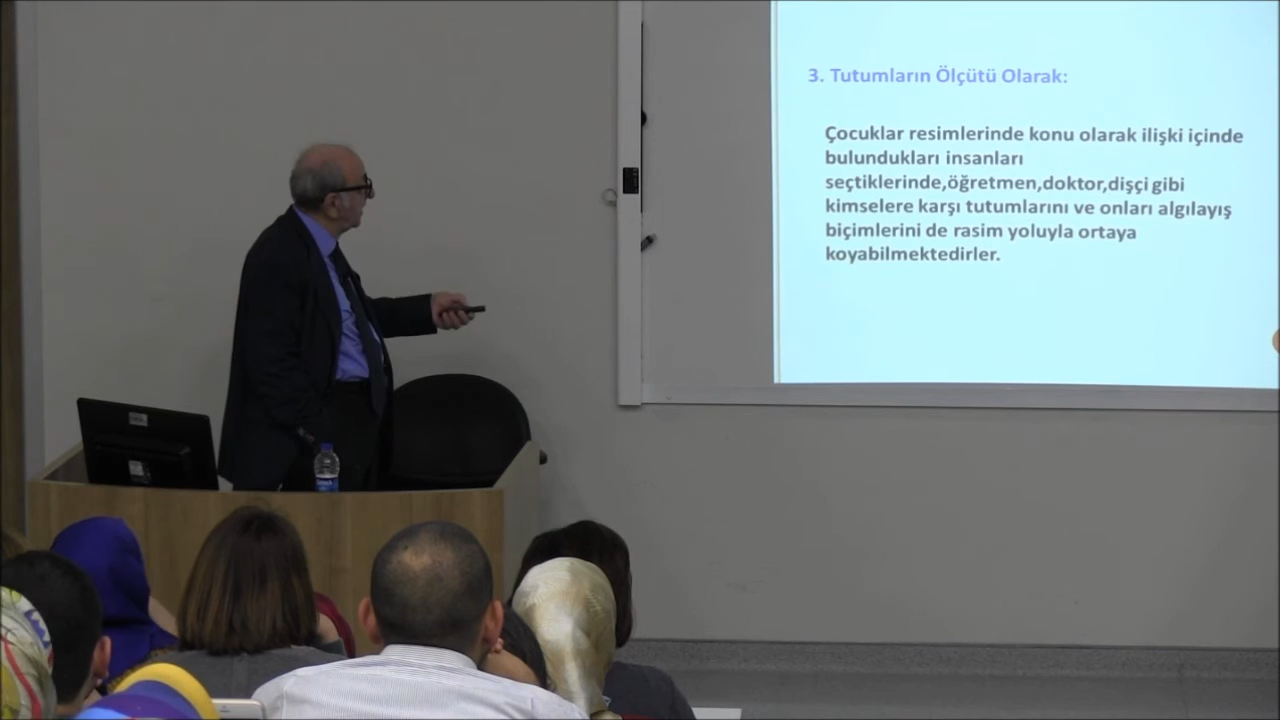 3. Tutumların Ölçütü Olarak:
Çocuklar resimlerinde konu olarak ilişki içinde
bulundukları insanları
seçtiklerinde,öğretmen,doktor,dişçi gibi
kimselere karşı tutumlarını ve onları algılayış
biçimlerini de rasim yoluyla ortaya
koyabilmektedirler.